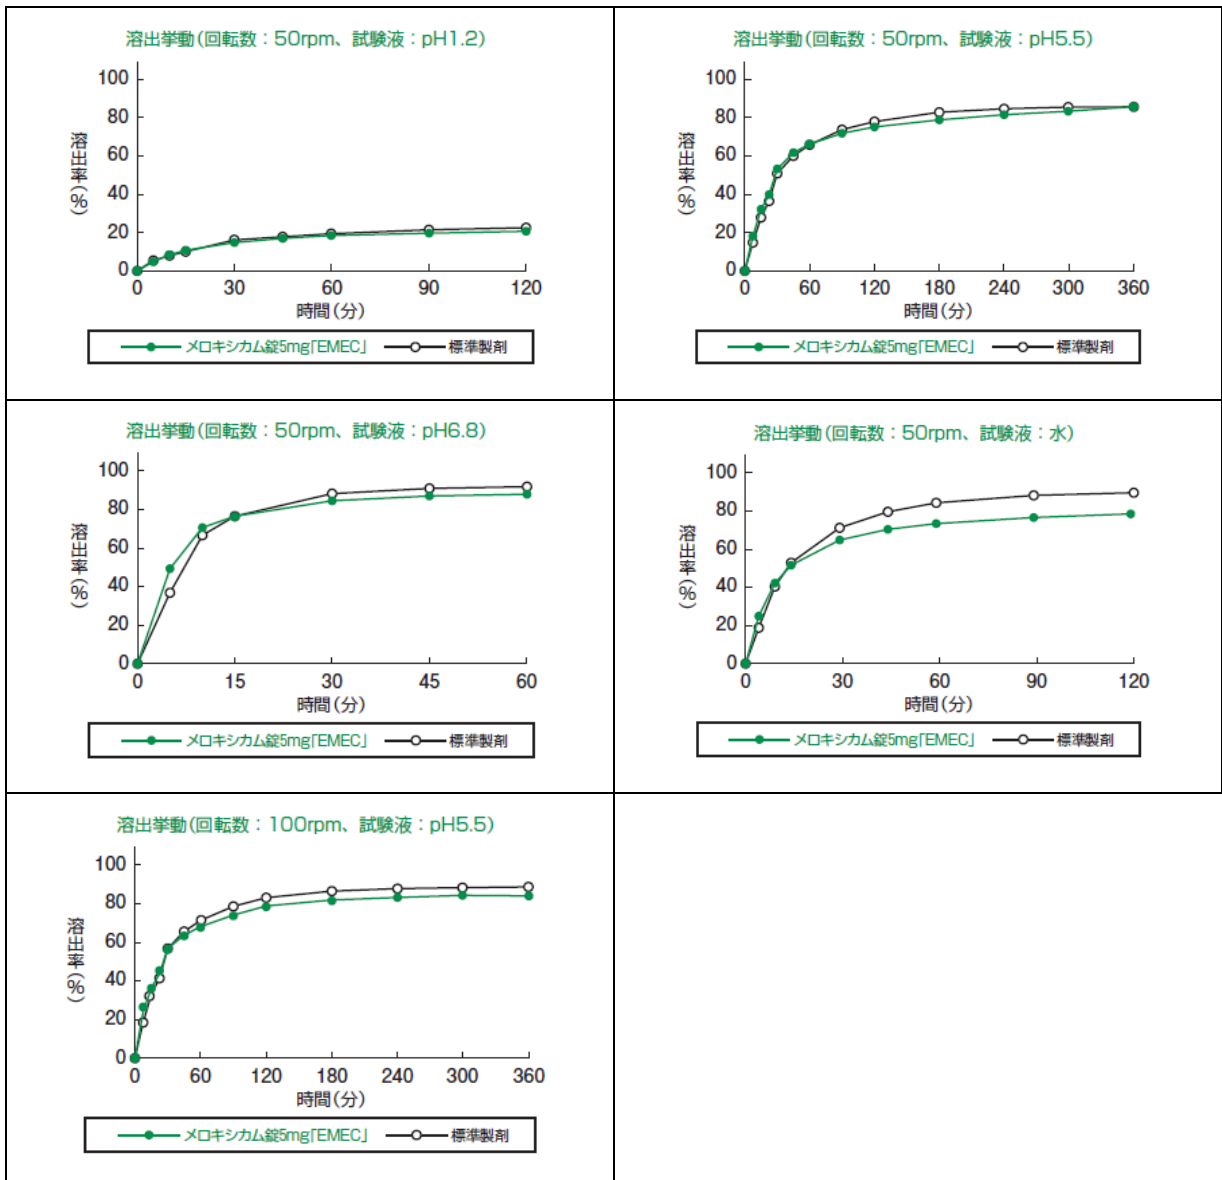 溶出挙動(回転数：50rpm、試験液：pH1.2)
100
80
60
40
20
0
溶出率(%)
0 30 60 90 120
時間(分)
メロキシカム錠5mg「EMEC」 標準製剤
溶出挙動(回転数：50rpm、試験液：pH5.5)
100
80
60
40
20
0
溶出率(%)
0 60 120 180 240 300 360
時間(分)
メロキシカム錠5mg「EMEC」 標準製剤
溶出挙動(回転数：50rpm、試験液：pH6.8)
100
80
60
40
20
0
溶出率(%)
0 15 30 45 60
時間(分)
メロキシカム錠5mg「EMEC」 標準製剤
溶出挙動(回転数：50rpm、試験液：水)
100
80
60
40
20
0
溶出率(%)
0 30 60 90 120
時間(分)
メロキシカム錠5mg「EMEC」 標準製剤
溶出挙動(回転数：100rpm、試験液：pH5.5)
100
80
60
40
20
0
溶出率(%)
0 60 120 180 240 300 360
時間(分)
メロキシカム錠5mg「EMEC」 標準製剤